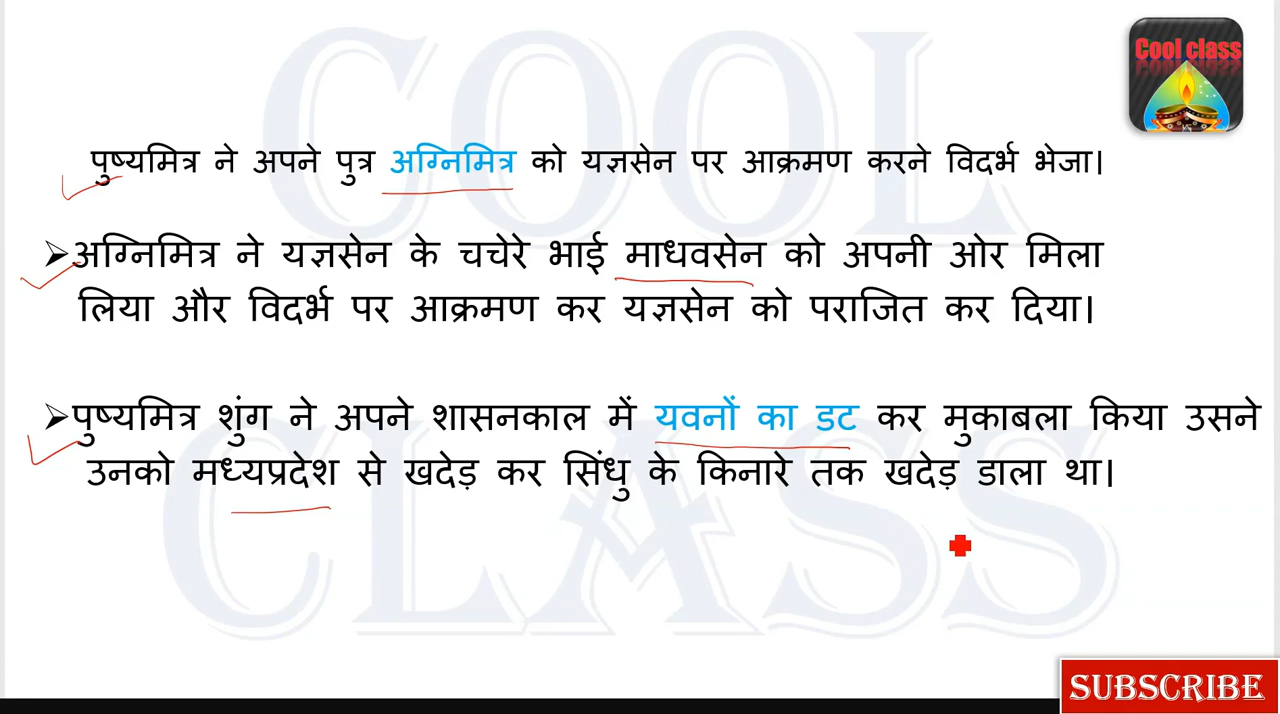 COOL
Cool class
पुष्यमित्र ने अपने पुत्र अग्निमित्र को यज्ञसेन पर आक्रमण करने विदर्भ भेजा।
➢अग्निमित्र ने यज्ञसेन के चचेरे भाई माधवसेन को अपनी ओर मिला
लिया और विदर्भ पर आक्रमण कर यज्ञसेन को पराजित कर दिया।
➢पुष्यमित्र शुंग ने अपने शासनकाल में यवनों का डट कर मुकाबला किया उसने
उनको मध्यप्रदेश से खदेड़ कर सिंधु के किनारे तक खदेड़ डाला था।
CLASS
SUBSCRIBE